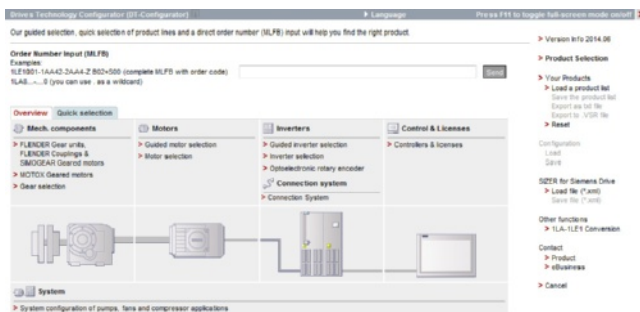 Drive's Technology Configurator (DT-Configurator)
Language
Press F11 to toggle full-screen mode on/off
Our guided selection, quick selection of product lines and a direct order number (MLFB) input will help you find the right product.
Order Number Input (MLFB)
Examples:
1LE1001-1AA42-2AA4-Z B02+S00 (complete MLFB with order code)
(you can use . as a wildcard)
Send
Overview
Quick selection
Mech. components
FLENDER Gear units,
FLENDER Couplings &
SIMOGEAR Geared motors
MOTOX Geared motors
Gear selection
Motors
Guided motor selection
Motor selection
Inverters
Guided inverter selection
Inverter selection
Optoelectronic rotary encoder
Connection system
Connection System
Control & Licenses
Controllers & licenses
System
System configuration of pumps, fans and compressor applications
Version Info 2014.06
Product Selection
Your Products
Load a product list
Save the product list
Export as txt file
Export to .VSR file
Reset
Configuration
Load
Save
SIZER for Siemens Drive
Load file (*.xml)
Save file (*.xml)
Other functions
1LA-1LE1 Conversion
Contact
Product
eBusiness
Cancel